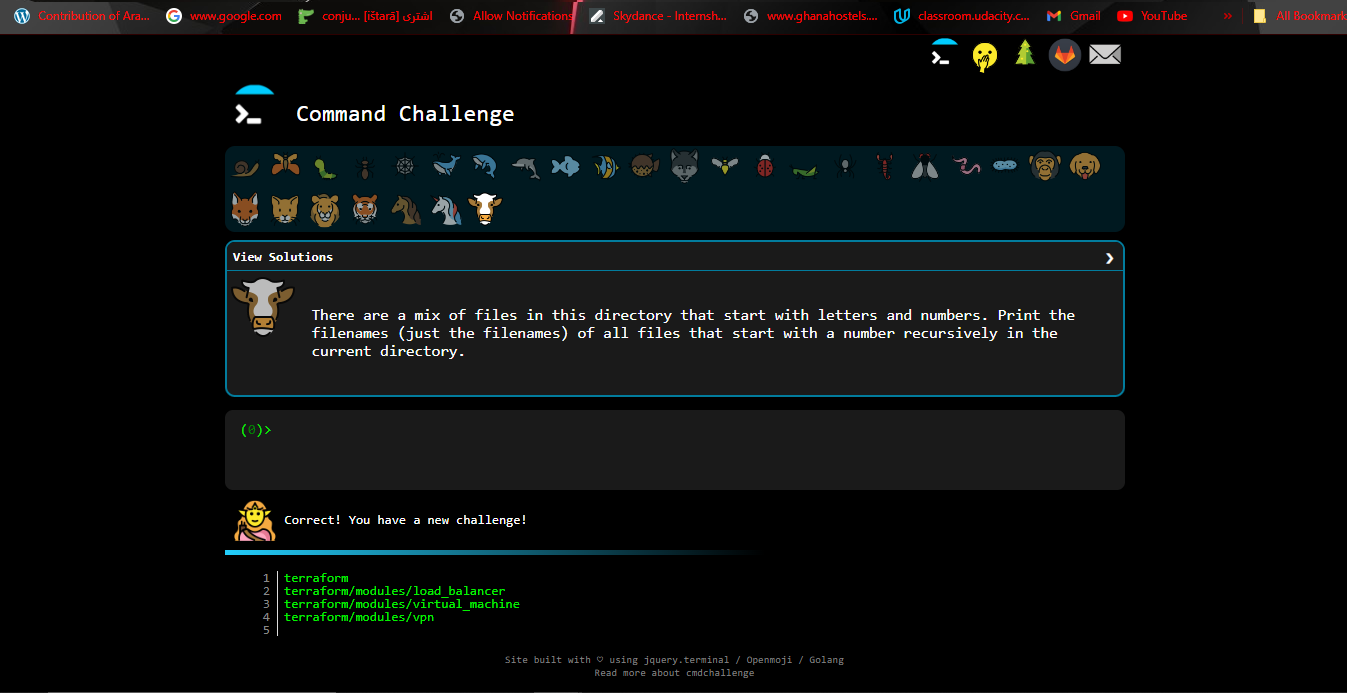 Contribution of Ara... www.google.com conju... [ištarā] اشتری Allow Notifications Skydance - Internsh... www.ghanahostels.... classroom.udacity.c... Gmail YouTube » All Bookmark
Command Challenge
View Solutions ❯
There are a mix of files in this directory that start with letters and numbers. Print the
filenames (just the filenames) of all files that start with a number recursively in the
current directory.
(0)>
Correct! You have a new challenge!
1 terraform
2 terraform/modules/load_balancer
3 terraform/modules/virtual_machine
4 terraform/modules/vpn
5
Site built with ♡ using jquery.terminal / Openmoji / Golang
Read more about cmdchallenge